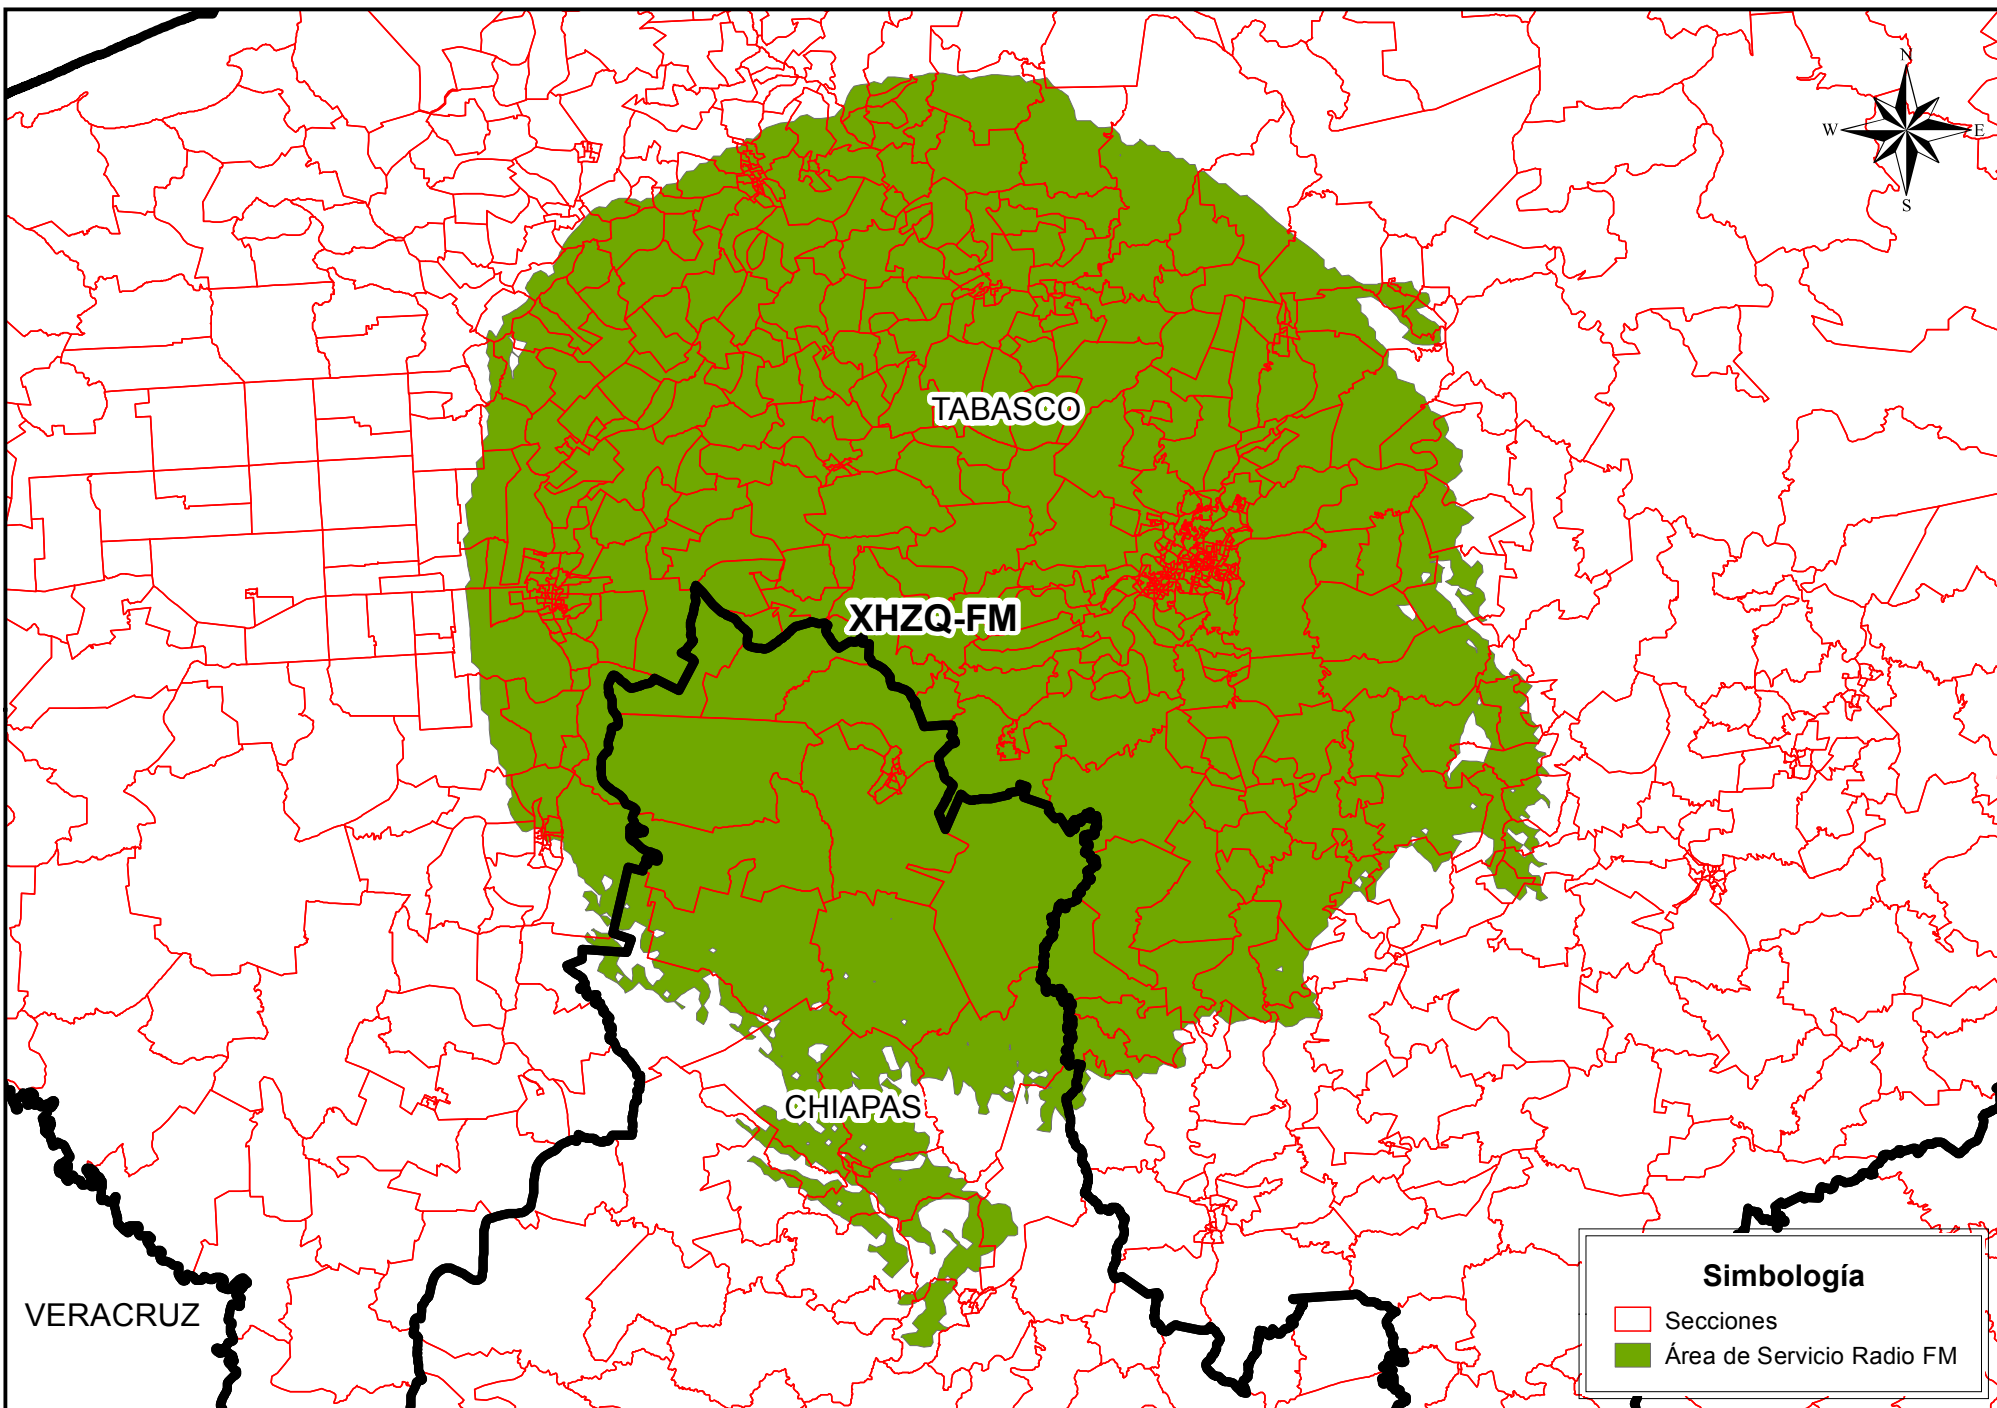 N
W E
S
TABASCO
XHZQ-FM
CHIAPAS
VERACRUZ
Simbología
Secciones
Área de Servicio Radio FM